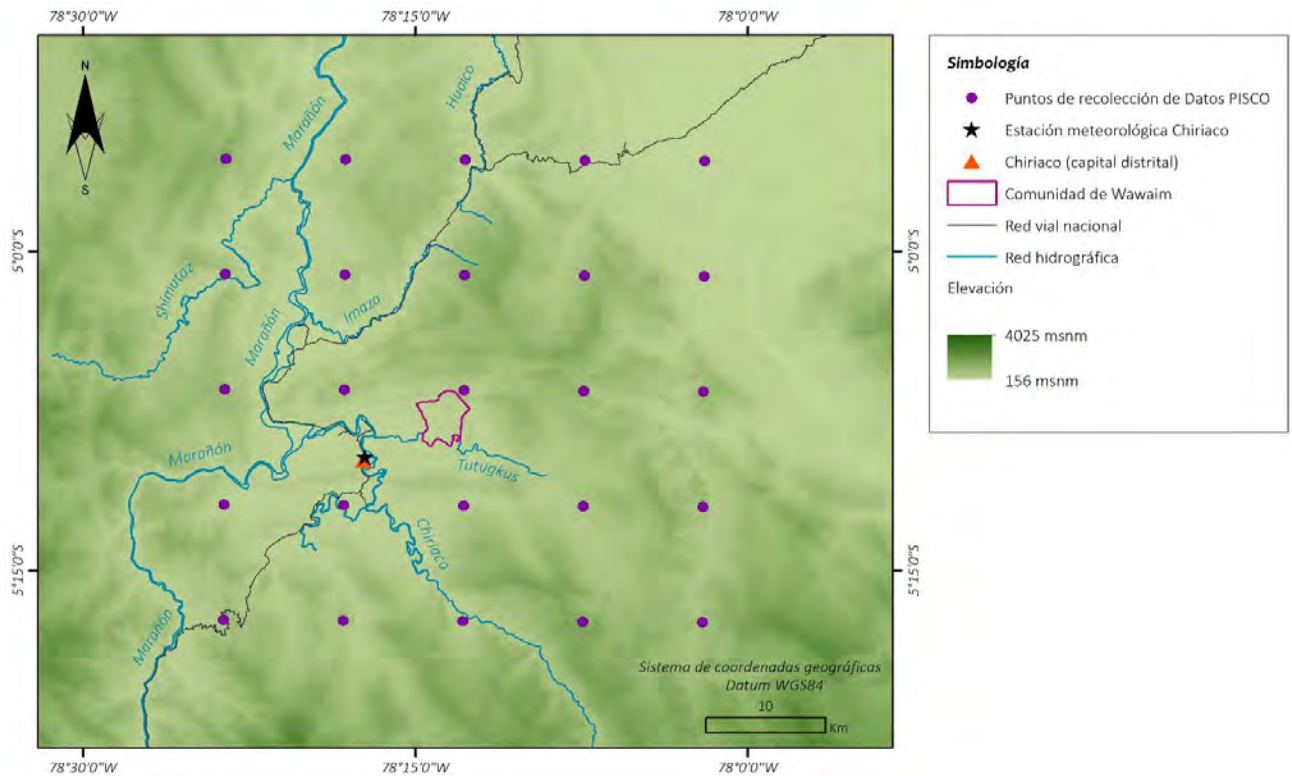 78°30'0"W
78°15'0"W
78°0'0"W
N
S
Marañón
Huaico
5°0'0"S
5°0'0"S
Shimutaz
Imaza
Marañón
Marañón
Tutugkus
Chiriaco
5°15'0"S
5°15'0"S
Marañón
Sistema de coordenadas geográficas
Datum WGS84
10
Km
78°30'0"W
78°15'0"W
78°0'0"W
Simbología
Puntos de recolección de Datos PISCO
Estación meteorológica Chiriaco
Chiriaco (capital distrital)
Comunidad de Wawaim
Red vial nacional
Red hidrográfica
Elevación
4025 msnm
156 msnm